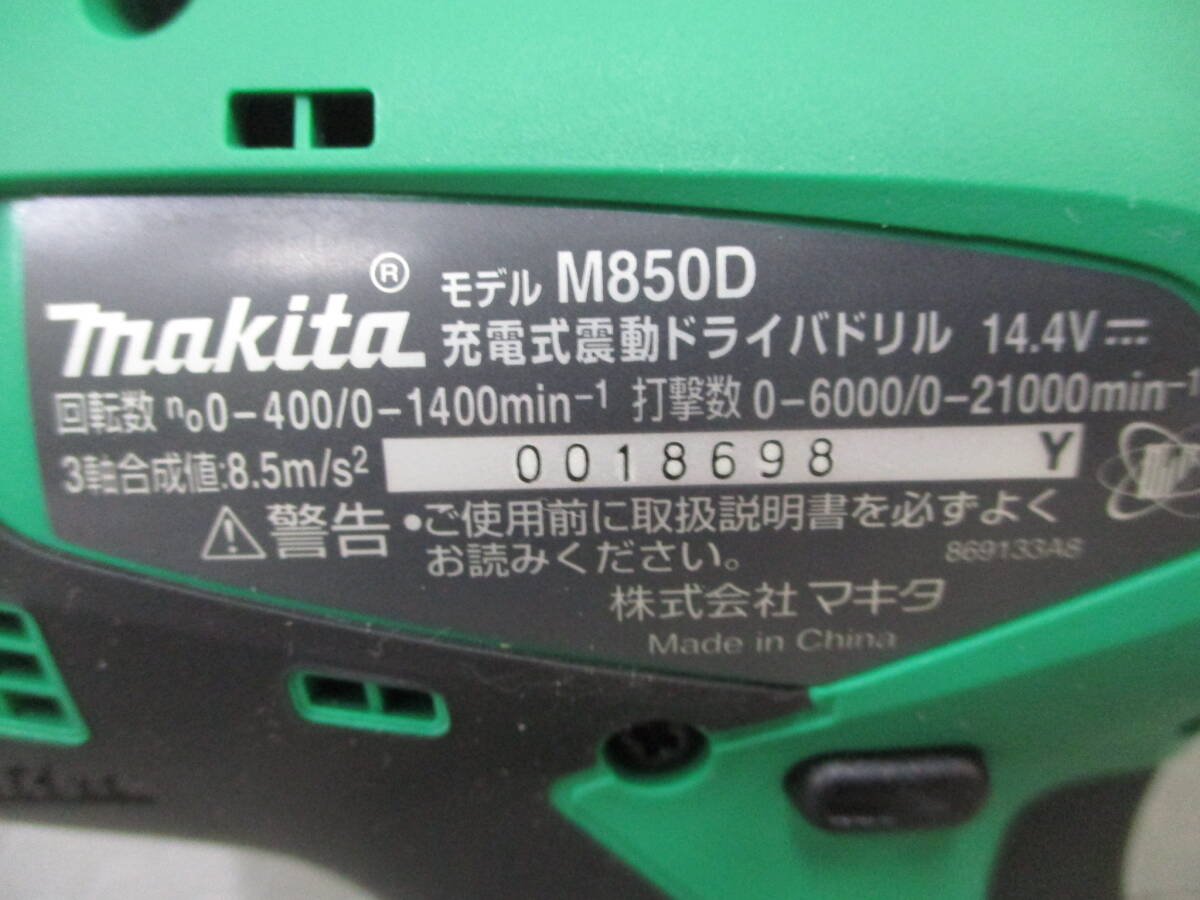 makita® モデル M850D
充電式震動ドライバドリル 14.4V⎓
回転数 n₀0-400/0-1400min⁻¹ 打撃数 0-6000/0-21000min⁻¹
3軸合成値:8.5m/s² 0018698 Y
⚠警告 •ご使用前に取扱説明書を必ずよく
お読みください。 869133A8
株式会社 マキタ
Made in China